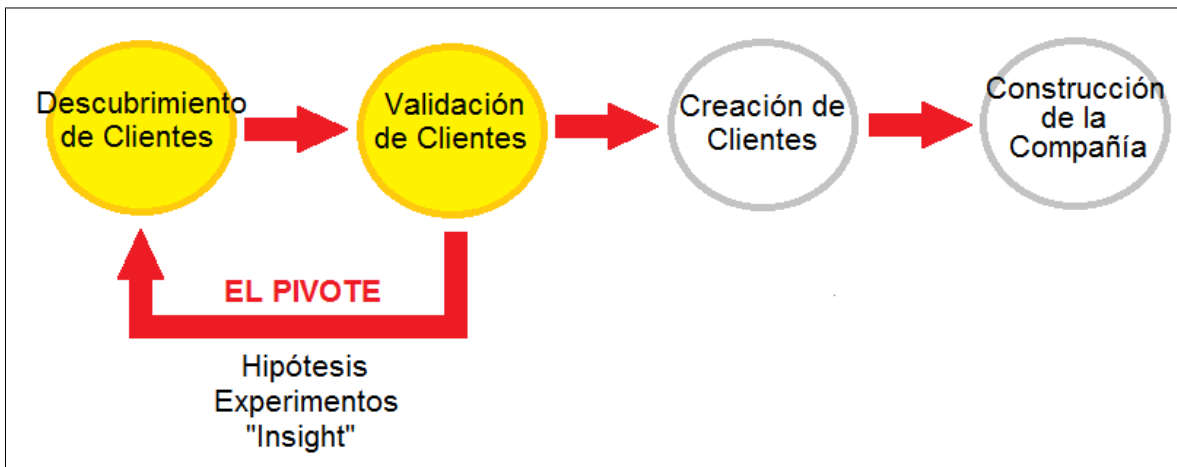 Descubrimiento
de Clientes
Validación
de Clientes
Creación de
Clientes
Construcción
de la
Compañía
EL PIVOTE
Hipótesis
Experimentos
"Insight"